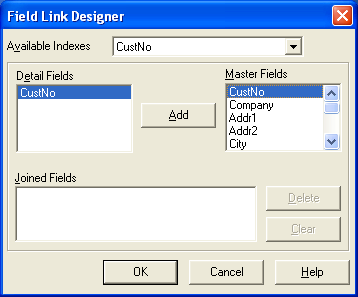 Field Link Designer
Available Indexes CustNo
Detail Fields Master Fields
CustNo CustNo
Company
Add Addr1
Addr2
City
Joined Fields
Delete
Clear
OK Cancel Help